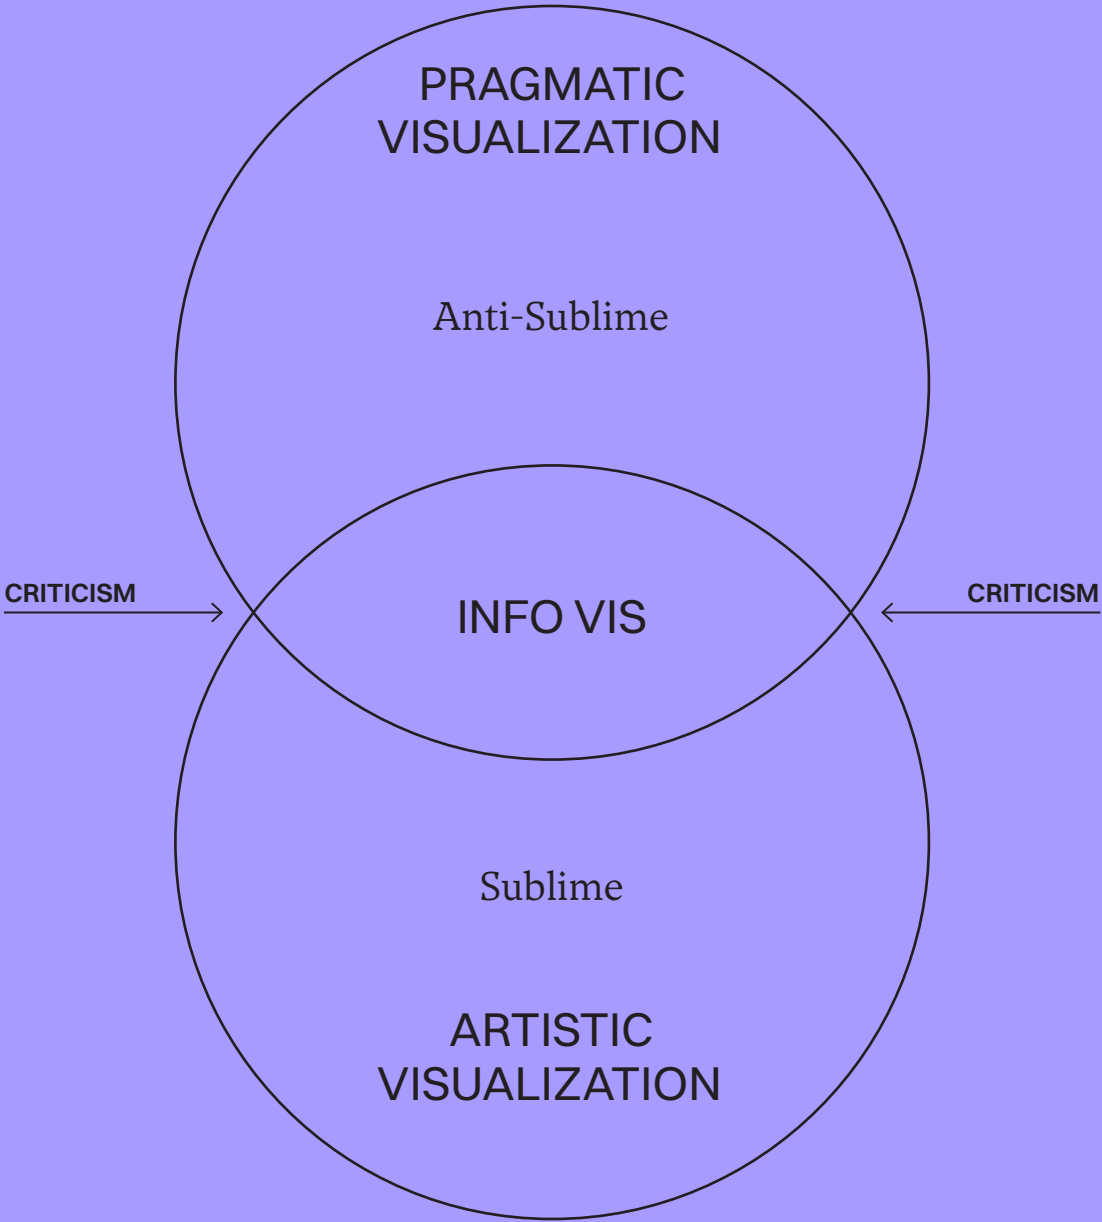 PRAGMATIC
VISUALIZATION
Anti-Sublime
CRITICISM
INFO VIS
CRITICISM
Sublime
ARTISTIC
VISUALIZATION